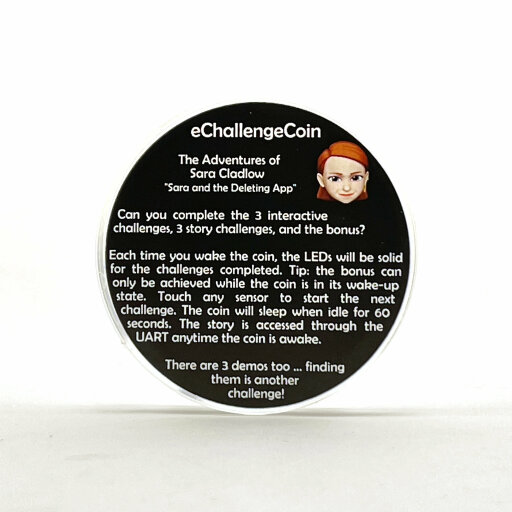 eChallengeCoin
The Adventures of
Sara Cladlow
"Sara and the Deleting App"
Can you complete the 3 interactive
challenges, 3 story challenges, and the bonus?
Each time you wake the coin, the LEDs will be solid
for the challenges completed. Tip: the bonus can
only be achieved while the coin is in its wake-up
state. Touch any sensor to start the next
challenge. The coin will sleep when idle for 60
seconds. The story is accessed through the
UART anytime the coin is awake.
There are 3 demos too ... finding
them is another
challenge!